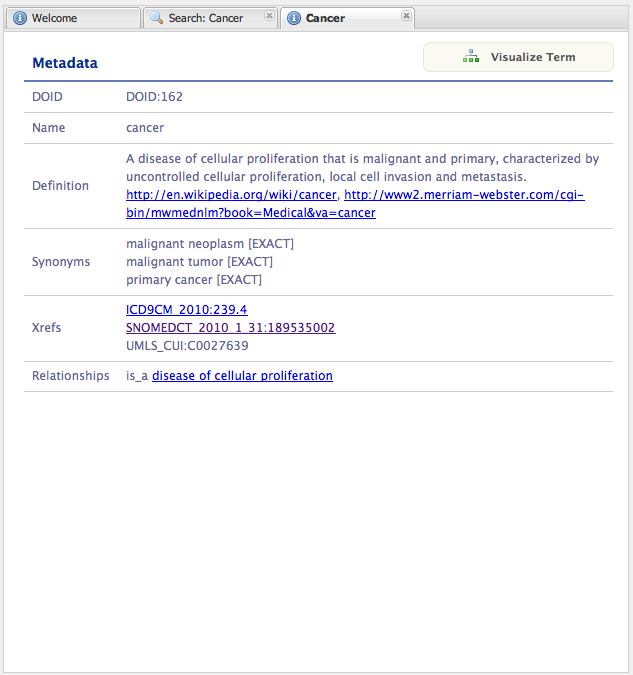 Welcome
Search: Cancer
Cancer
Metadata
Visualize Term
DOID
DOID:162
Name
cancer
Definition
A disease of cellular proliferation that is malignant and primary, characterized by
uncontrolled cellular proliferation, local cell invasion and metastasis.
http://en.wikipedia.org/wiki/cancer, http://www2.merriam-webster.com/cgi-
bin/mwmednlm?book=Medical&va=cancer
Synonyms
malignant neoplasm [EXACT]
malignant tumor [EXACT]
primary cancer [EXACT]
Xrefs
ICD9CM_2010:239.4
SNOMEDCT_2010_1_31:189535002
UMLS_CUI:C0027639
Relationships
is_a disease of cellular proliferation